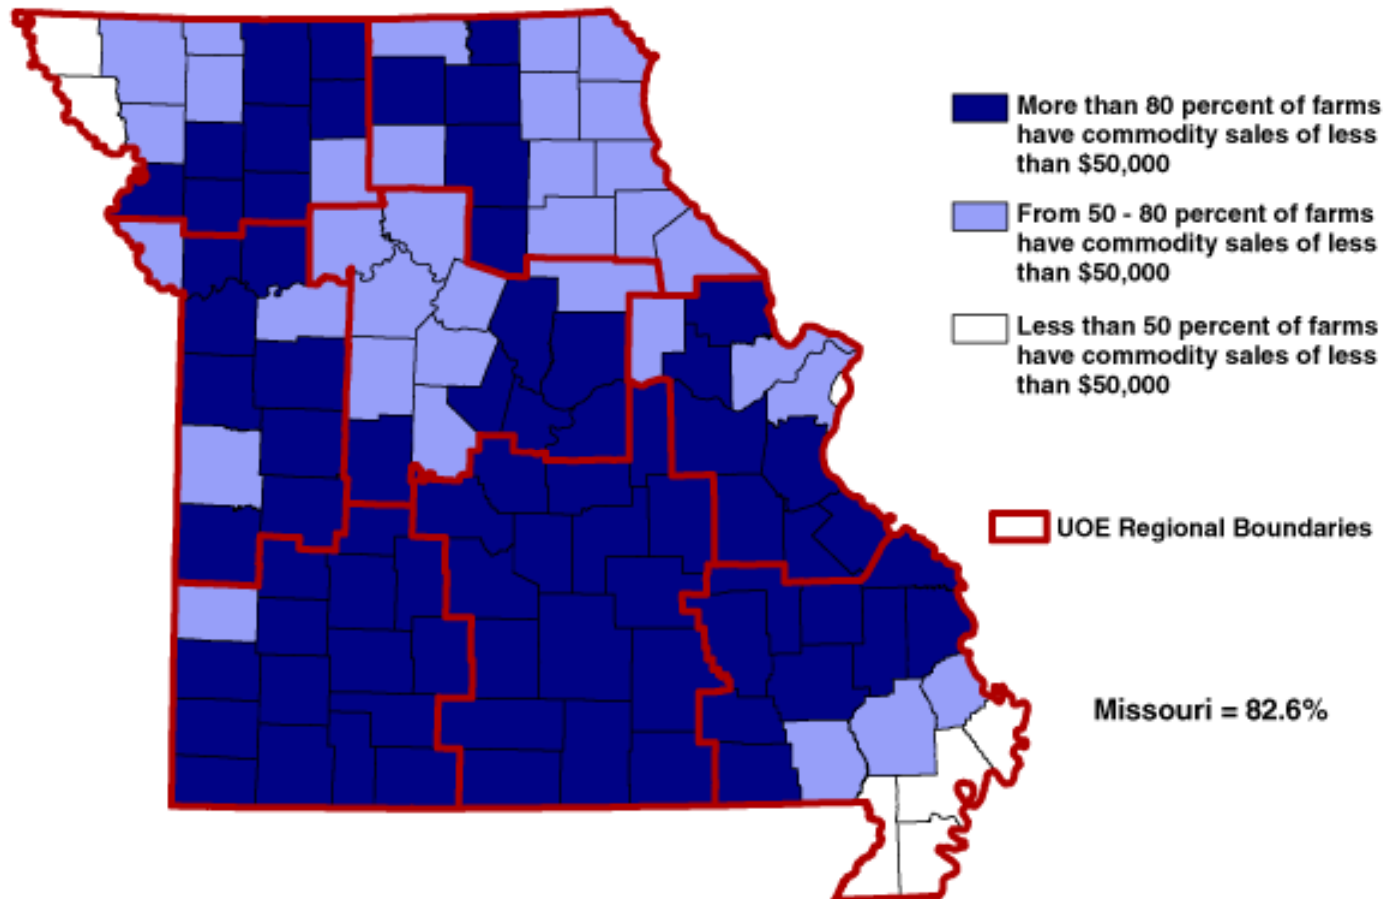 More than 80 percent of farms
have commodity sales of less
than $50,000
From 50 - 80 percent of farms
have commodity sales of less
than $50,000
Less than 50 percent of farms
have commodity sales of less
than $50,000
UOE Regional Boundaries
Missouri = 82.6%